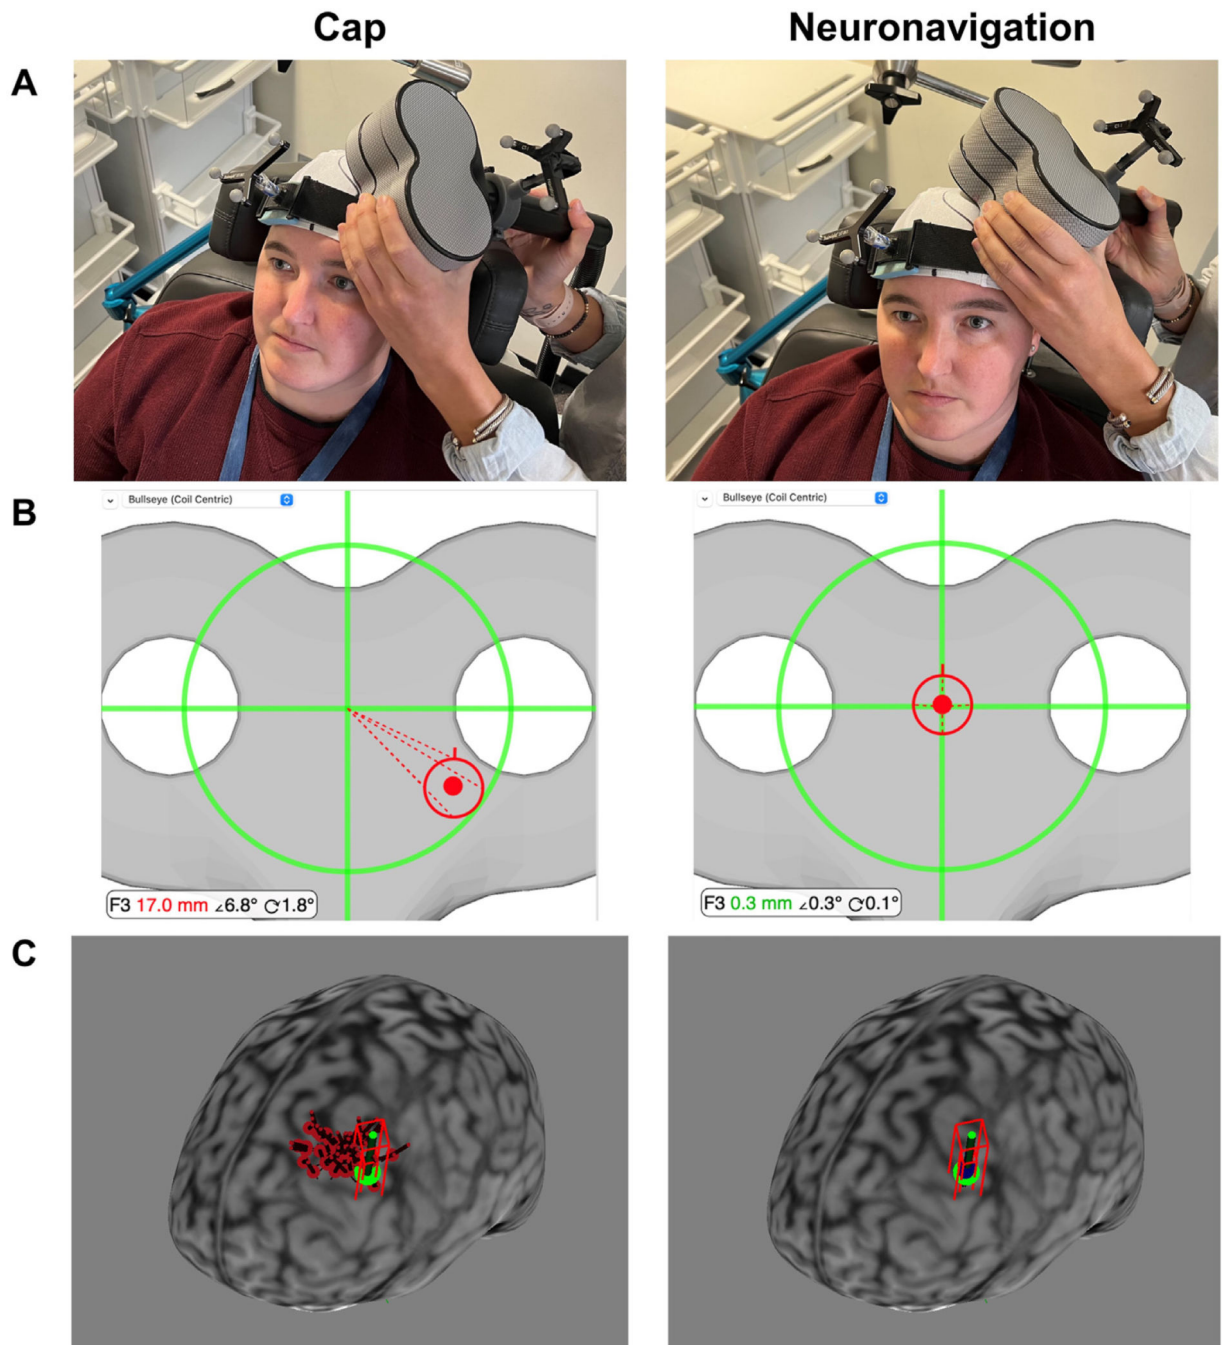 Cap
Neuronavigation
A
B
Bullseye (Coil Centric)
Bullseye (Coil Centric)
F3 17.0 mm ∠6.8° ⟳1.8°
F3 0.3 mm ∠0.3° ⟳0.1°
C